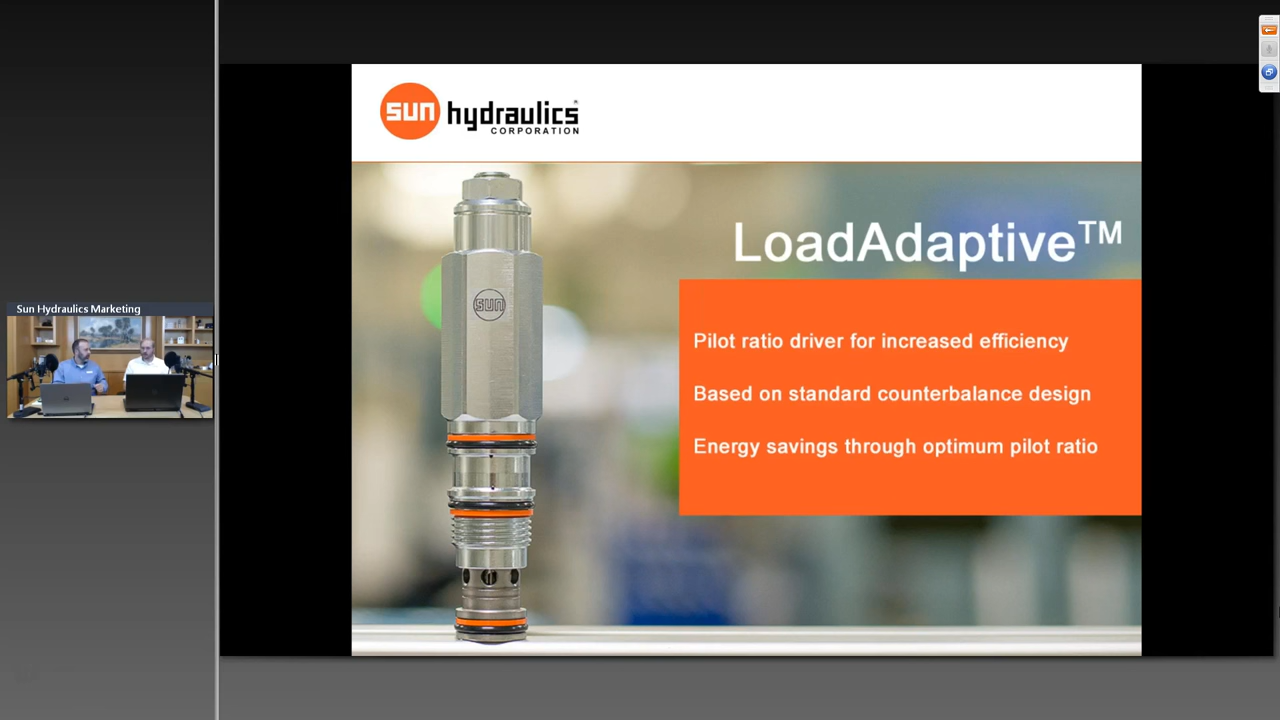 Sun Hydraulics Marketing
sun hydraulics®
CORPORATION
LoadAdaptive™
sun
Pilot ratio driver for increased efficiency
Based on standard counterbalance design
Energy savings through optimum pilot ratio